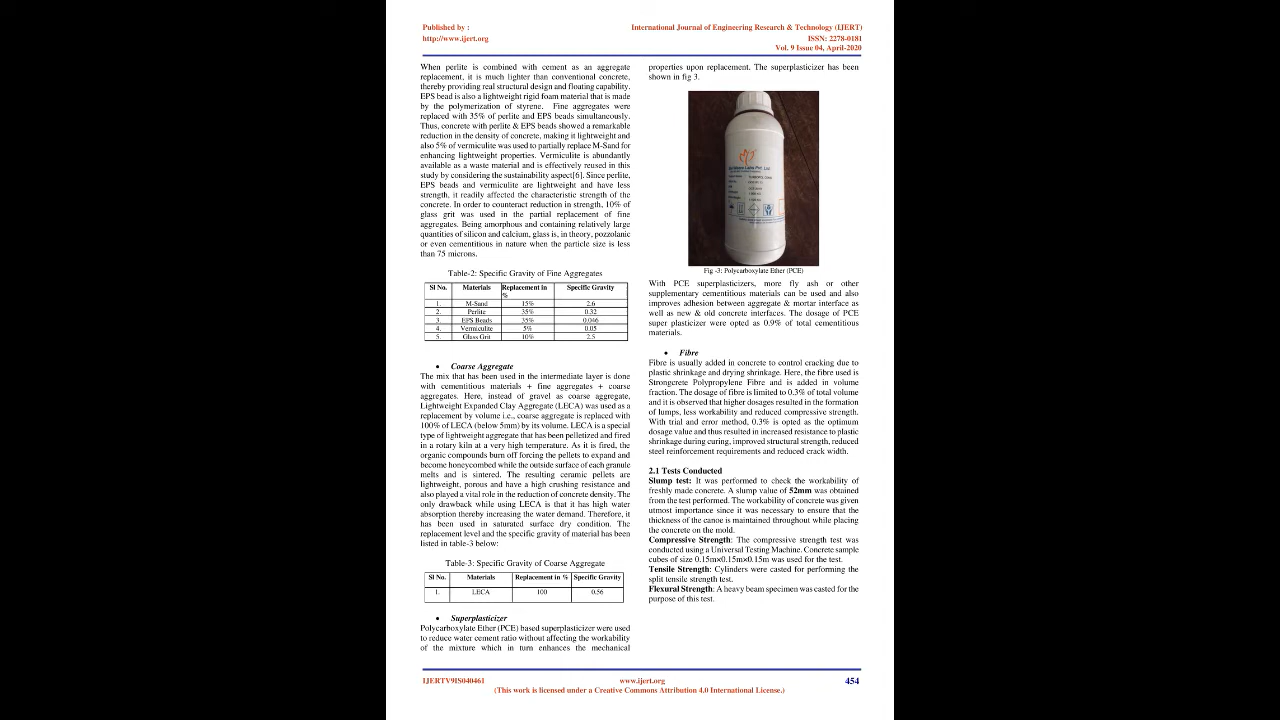 Published by :
http://www.ijert.org
International Journal of Engineering Research & Technology (IJERT)
ISSN: 2278-0181
Vol. 9 Issue 04, April-2020
When perlite is combined with cement as an aggregate
replacement, it is much lighter than conventional concrete,
thereby providing real structural design and floating capability.
EPS bead is also a lightweight rigid foam material that is made
by the polymerization of styrene. Fine aggregates were
replaced with 35% of perlite and EPS beads simultaneously.
Thus, concrete with perlite & EPS beads showed a remarkable
reduction in the density of concrete, making it lightweight and
also 5% of vermiculite was used to partially replace M-Sand for
enhancing lightweight properties. Vermiculite is abundantly
available as a waste material and is effectively reused in this
study by considering the sustainability aspect[6]. Since perlite,
EPS beads and vermiculite are lightweight and have less
strength, it readily affected the characteristic strength of the
concrete. In order to counteract reduction in strength, 10% of
glass grit was used in the partial replacement of fine
aggregates. Being amorphous and containing relatively large
quantities of silicon and calcium, glass is, in theory, pozzolanic
or even cementitious in nature when the particle size is less
than 75 microns.
Table-2: Specific Gravity of Fine Aggregates
Sl No. Materials Replacement in % Specific Gravity
1. M-Sand 15% 2.6
2. Perlite 35% 0.32
3. EPS Beads 35% 0.046
4. Vermiculite 5% 0.05
5. Glass Grit 10% 2.5
• Coarse Aggregate
The mix that has been used in the intermediate layer is done
with cementitious materials + fine aggregates + coarse
aggregates. Here, instead of gravel as coarse aggregate,
Lightweight Expanded Clay Aggregate (LECA) was used as a
replacement by volume i.e., coarse aggregate is replaced with
100% of LECA (below 5mm) by its volume. LECA is a special
type of lightweight aggregate that has been pelletized and fired
in a rotary kiln at a very high temperature. As it is fired, the
organic compounds burn off forcing the pellets to expand and
become honeycombed while the outside surface of each granule
melts and is sintered. The resulting ceramic pellets are
lightweight, porous and have a high crushing resistance and
also played a vital role in the reduction of concrete density. The
only drawback while using LECA is that it has high water
absorption thereby increasing the water demand. Therefore, it
has been used in saturated surface dry condition. The
replacement level and the specific gravity of material has been
listed in table-3 below:
Table-3: Specific Gravity of Coarse Aggregate
Sl No. Materials Replacement in % Specific Gravity
1. LECA 100 0.56
• Superplasticizer
Polycarboxylate Ether (PCE) based superplasticizer were used
to reduce water cement ratio without affecting the workability
of the mixture which in turn enhances the mechanical
properties upon replacement. The superplasticizer has been
shown in fig 3.
Fig -3: Polycarboxylate Ether (PCE)
With PCE superplasticizers, more fly ash or other
supplementary cementitious materials can be used and also
improves adhesion between aggregate & mortar interface as
well as new & old concrete interfaces. The dosage of PCE
super plasticizer were opted as 0.9% of total cementitious
materials.
• Fibre
Fibre is usually added in concrete to control cracking due to
plastic shrinkage and drying shrinkage. Here, the fibre used is
Strongcrete Polypropylene Fibre and is added in volume
fraction. The dosage of fibre is limited to 0.3% of total volume
and it is observed that higher dosages resulted in the formation
of lumps, less workability and reduced compressive strength.
With trial and error method, 0.3% is opted as the optimum
dosage value and thus resulted in increased resistance to plastic
shrinkage during curing, improved structural strength, reduced
steel reinforcement requirements and reduced crack width.
2.1 Tests Conducted
Slump test: It was performed to check the workability of
freshly made concrete. A slump value of 52mm was obtained
from the test performed. The workability of concrete was given
utmost importance since it was necessary to ensure that the
thickness of the canoe is maintained throughout while placing
the concrete on the mold.
Compressive Strength: The compressive strength test was
conducted using a Universal Testing Machine. Concrete sample
cubes of size 0.15m×0.15m×0.15m was used for the test.
Tensile Strength: Cylinders were casted for performing the
split tensile strength test.
Flexural Strength: A heavy beam specimen was casted for the
purpose of this test.
IJERTV9IS040461
www.ijert.org
454
(This work is licensed under a Creative Commons Attribution 4.0 International License.)